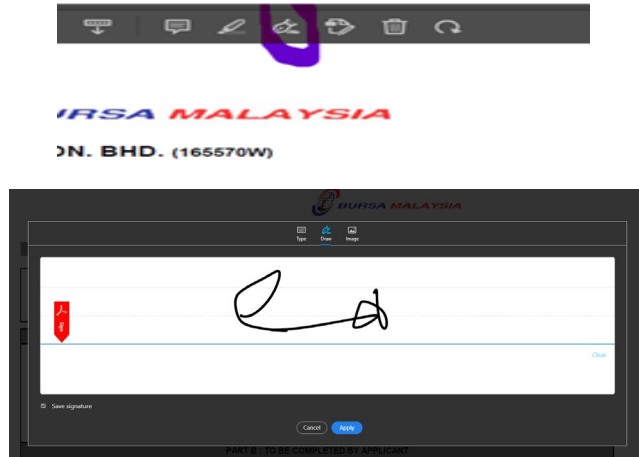 URSA MALAYSIA
DN. BHD. (165570W)
BURSA MALAYSIA
Type Draw Image
Clear
Save signature
Cancel Apply
PART B : TO BE COMPLETED BY APPLICANT